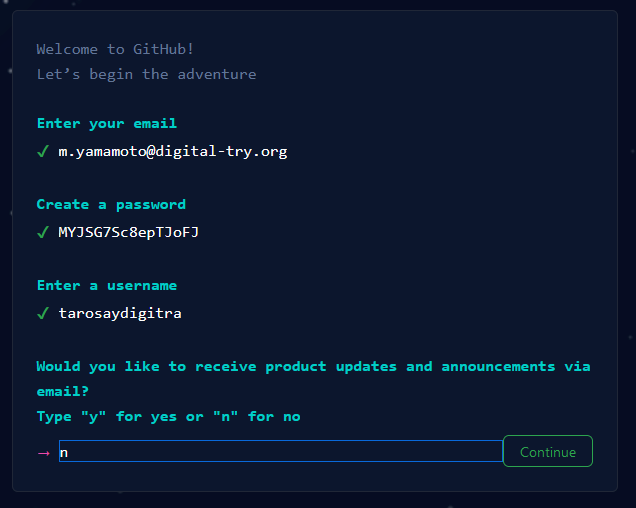 Welcome to GitHub!
Let’s begin the adventure
Enter your email
✓ m.yamamoto@digital-try.org
Create a password
✓ MYJSG7Sc8epTJoFJ
Enter a username
✓ tarosaydigitra
Would you like to receive product updates and announcements via
email?
Type "y" for yes or "n" for no
→ n Continue